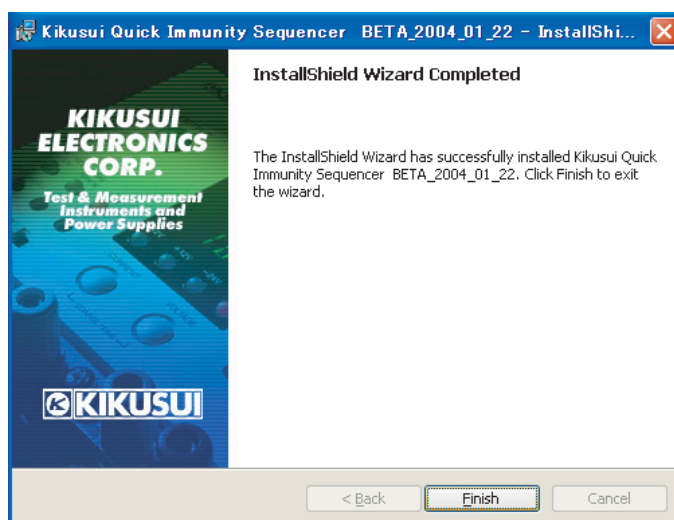 Kikusui Quick Immunity Sequencer BETA_2004_01_22 - InstallShi...
InstallShield Wizard Completed
KIKUSUI
ELECTRONICS
CORP.
Test & Measurement
Instruments and
Power Supplies
The InstallShield Wizard has successfully installed Kikusui Quick
Immunity Sequencer BETA_2004_01_22. Click Finish to exit
the wizard.
KIKUSUI
< Back
Finish
Cancel